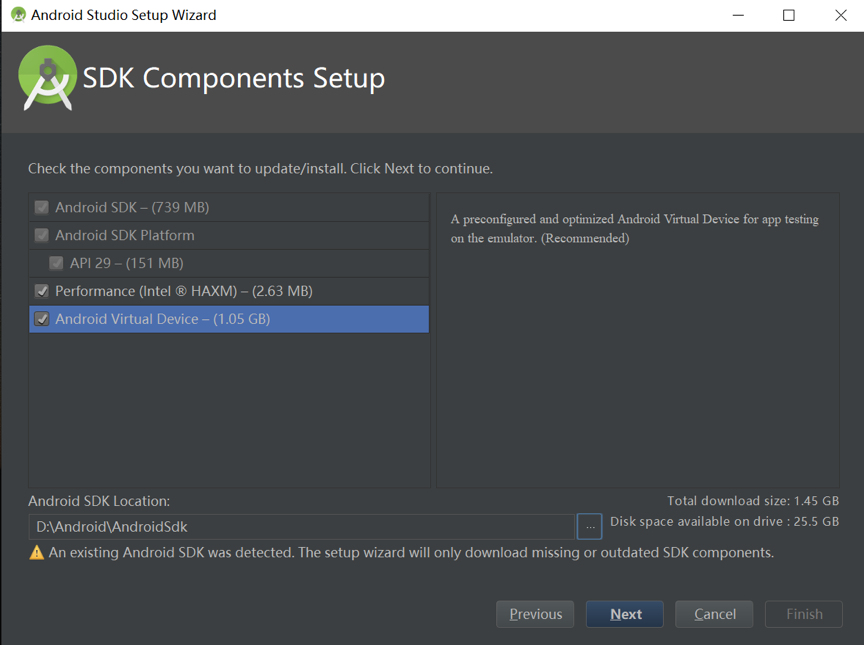 Android Studio Setup Wizard
SDK Components Setup
Check the components you want to update/install. Click Next to continue.
Android SDK – (739 MB)
Android SDK Platform
API 29 – (151 MB)
Performance (Intel ® HAXM) – (2.63 MB)
Android Virtual Device – (1.05 GB)
A preconfigured and optimized Android Virtual Device for app testing
on the emulator. (Recommended)
Android SDK Location:
Total download size: 1.45 GB
D:\Android\AndroidSdk
...
Disk space available on drive : 25.5 GB
An existing Android SDK was detected. The setup wizard will only download missing or outdated SDK components.
Previous
Next
Cancel
Finish